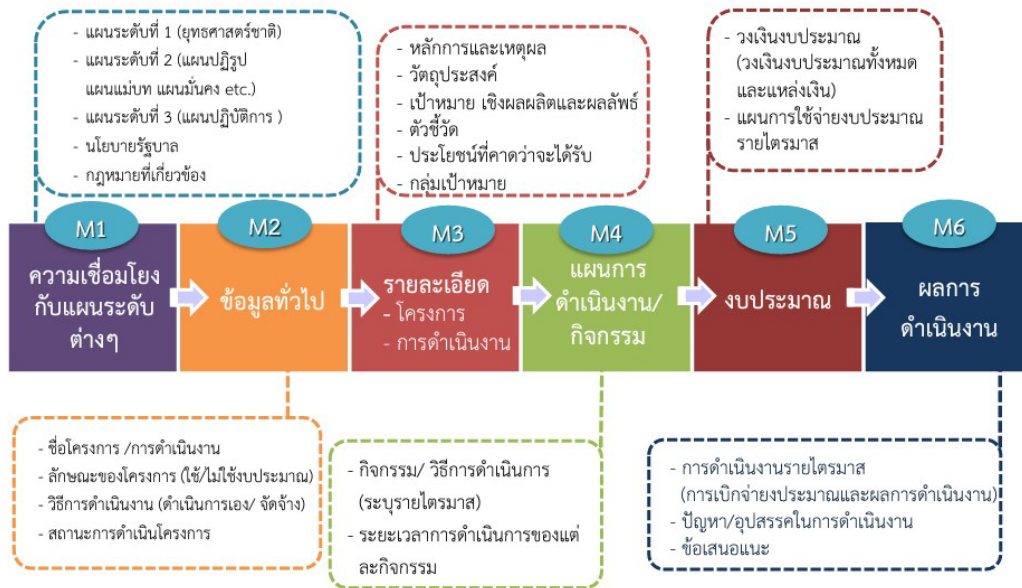 - แผนระดับที่ 1 (ยุทธศาสตร์ชาติ)
- แผนระดับที่ 2 (แผนปฏิรูป
แผนแม่บท แผนมั่นคง etc.)
- แผนระดับที่ 3 (แผนปฏิบัติการ )
- นโยบายรัฐบาล
- กฎหมายที่เกี่ยวข้อง
- หลักการและเหตุผล
- วัตถุประสงค์
- เป้าหมาย เชิงผลผลิตและผลลัพธ์
- ตัวชี้วัด
- ประโยชน์ที่คาดว่าจะได้รับ
- กลุ่มเป้าหมาย
- วงเงินงบประมาณ
(วงเงินงบประมาณทั้งหมด
และแหล่งเงิน)
- แผนการใช้จ่ายงบประมาณ
รายไตรมาส
M1
ความเชื่อมโยง
กับแผนระดับ
ต่างๆ
M2
ข้อมูลทั่วไป
M3
รายละเอียด
- โครงการ
- การดำเนินงาน
M4
แผนการ
ดำเนินงาน/
กิจกรรม
M5
งบประมาณ
M6
ผลการ
ดำเนินงาน
- ชื่อโครงการ /การดำเนินงาน
- ลักษณะของโครงการ (ใช้/ไม่ใช้งบประมาณ)
- วิธีการดำเนินงาน (ดำเนินการเอง/ จัดจ้าง)
- สถานะการดำเนินโครงการ
- กิจกรรม/ วิธีการดำเนินการ
(ระบุรายไตรมาส)
- ระยะเวลาการดำเนินการของแต่
ละกิจกรรม
- การดำเนินงานรายไตรมาส
(การเบิกจ่ายงบประมาณและผลการดำเนินงาน)
- ปัญหา/อุปสรรคในการดำเนินงาน
- ข้อเสนอแนะ